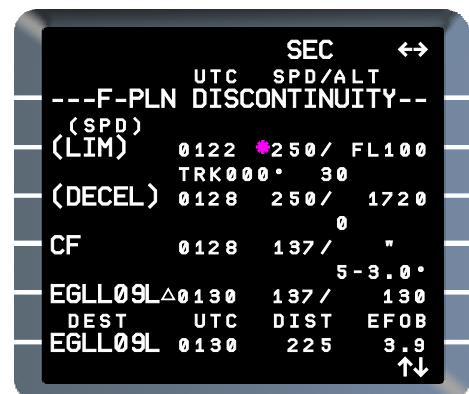 SEC ↔
UTC SPD/ALT
---F-PLN DISCONTINUITY--
(SPD)
(LIM) 0122 *250/ FL100
TRK000° 30
(DECEL) 0128 250/ 1720
0
CF 0128 137/ "
5-3.0°
EGLL09L△0130 137/ 130
DEST UTC DIST EFOB
EGLL09L 0130 225 3.9
↑↓